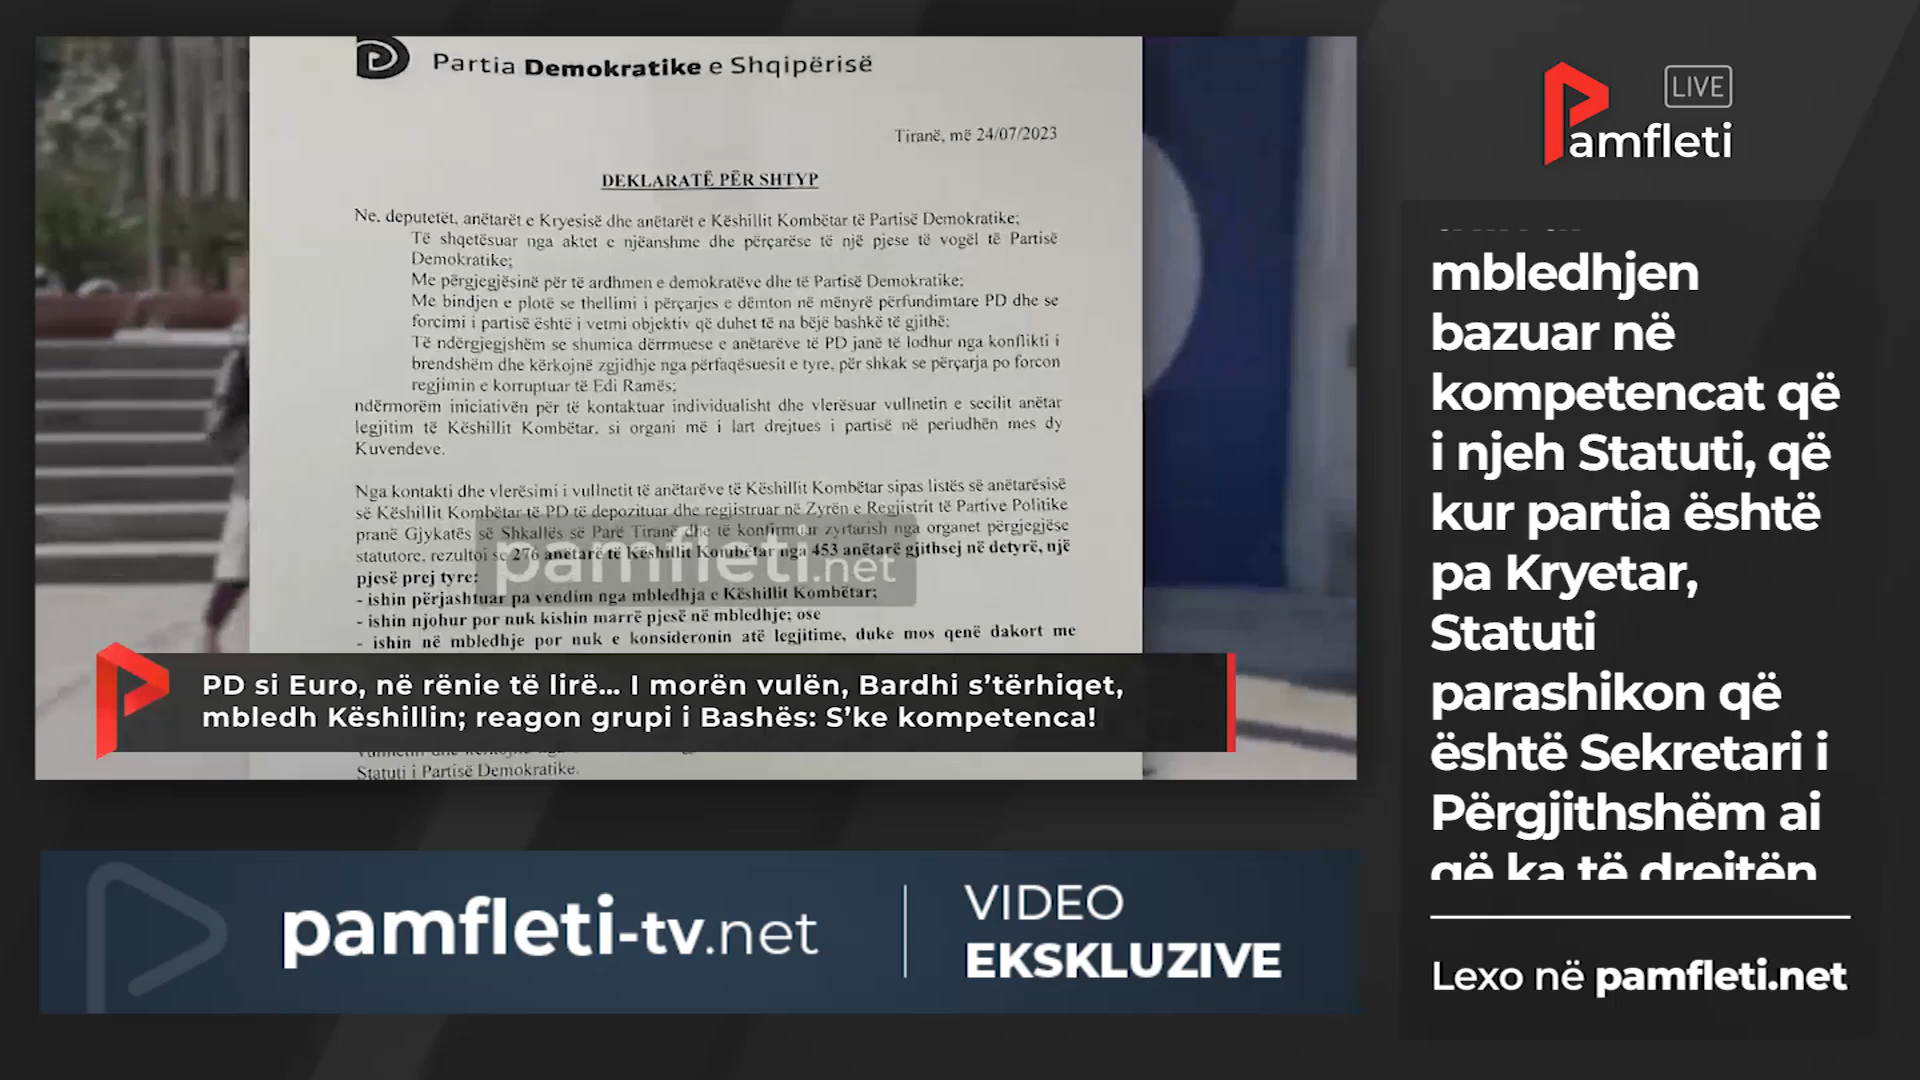 Partia Demokratike e Shqipërisë
Tiranë, më 24/07/2023
DEKLARATË PËR SHTYP
Ne, deputetët, anëtarët e Kryesisë dhe anëtarët e Këshillit Kombëtar të Partisë Demokratike;
Të shqetësuar nga aktet e njëanshme dhe përçarëse të një pjese të vogël të Partisë
Demokratike;
Me përgjegjësinë për të ardhmen e demokratëve dhe të Partisë Demokratike;
Me bindjen e plotë se thellimi i përçarjes e dëmton në mënyrë përfundimtare PD dhe se
forcimi i partisë është i vetmi objektiv që duhet të na bëjë bashkë të gjithë;
Të ndërgjegjshëm se shumica dërrmuese e anëtarëve të PD janë të lodhur nga konflikti i
brendshëm dhe kërkojnë zgjidhje nga përfaqësuesit e tyre, për shkak se përçarja po forcon
regjimin e korruptuar të Edi Ramës;
ndërmorëm iniciativën për të kontaktuar individualisht dhe vlerësuar vullnetin e secilit anëtar
legjitim të Këshillit Kombëtar, si organi më i lart drejtues i partisë në periudhën mes dy
Kuvendeve.
Nga kontakti dhe vlerësimi i vullnetit të anëtarëve të Këshillit Kombëtar sipas listës së anëtarësisë
së Këshillit Kombëtar të PD të depozituar dhe regjistruar në Zyrën e Regjistrit të Partive Politike
pranë Gjykatës së Shkallës së Parë Tiranë dhe të konfirmuar zyrtarish nga organet përgjegjëse
statutore, rezultoi se 276 anëtarë të Këshillit Kombëtar nga 453 anëtarë gjithsej në detyrë, një
pjesë prej tyre:
- ishin përjashtuar pa vendim nga mbledhja e Këshillit Kombëtar;
- ishin njohur por nuk kishin marrë pjesë në mbledhje; ose
- ishin në mbledhje por nuk e konsideronin atë legjitime, duke mos qenë dakort me
Statuti i Partisë Demokratike.
pamfleti.net
PD si Euro, në rënie të lirë... I morën vulën, Bardhi s'tërhiqet,
mbledh Këshillin; reagon grupi i Bashës: S'ke kompetenca!
pamfleti-tv.net
VIDEO
EKSKLUZIVE
LIVE
Pamfleti
mbledhjen
bazuar në
kompetencat që
i njeh Statuti, që
kur partia është
pa Kryetar,
Statuti
parashikon që
është Sekretari i
Përgjithshëm ai
që ka të drejtën
Lexo në pamfleti.net